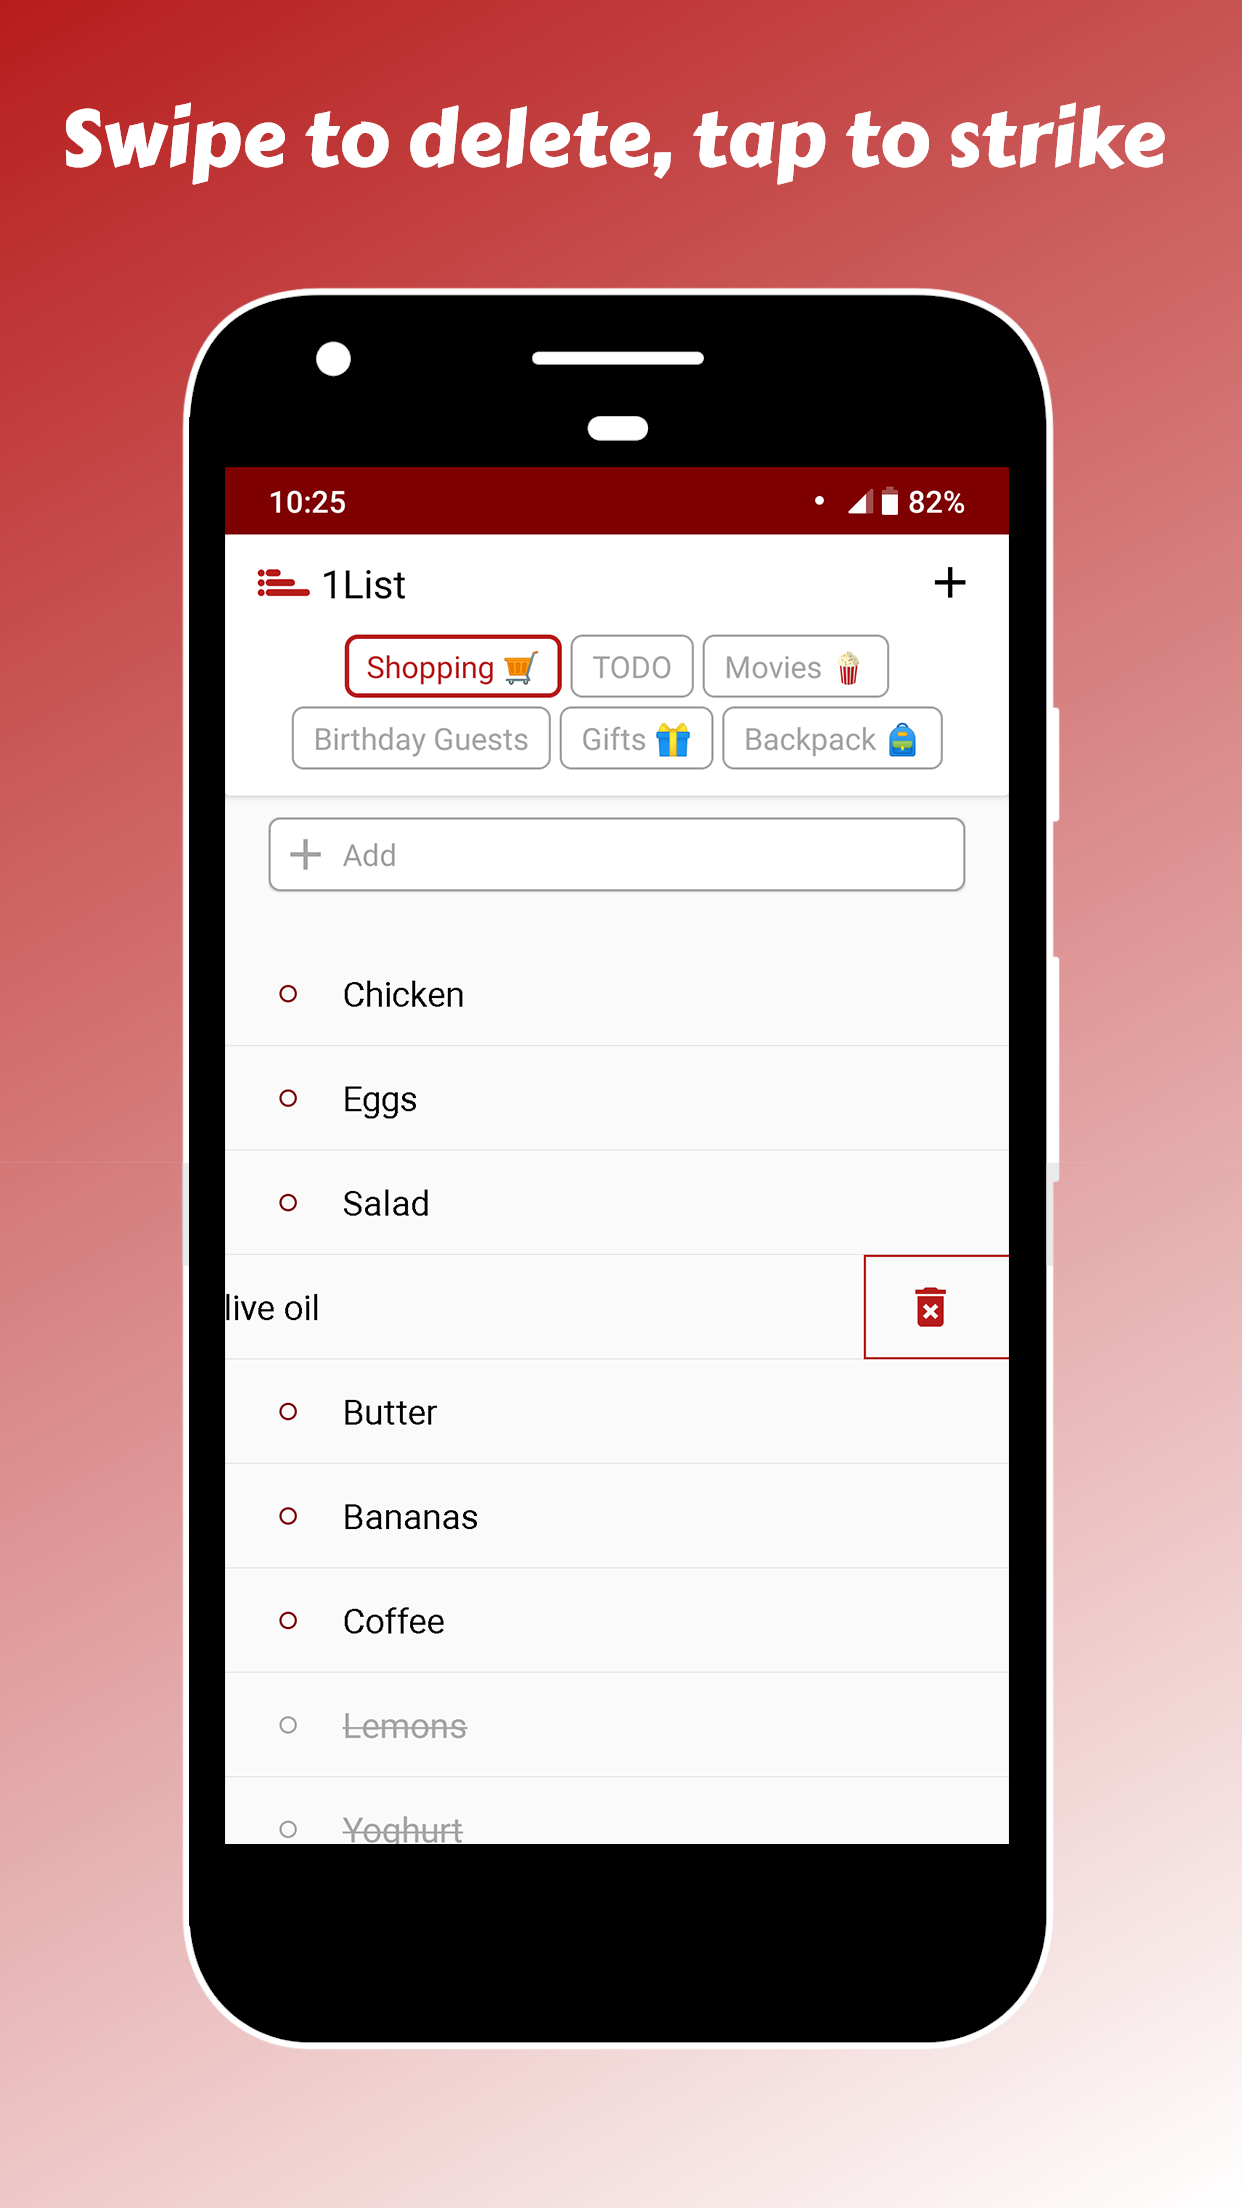 Swipe to delete, tap to strike
10:25 82%
1List
Shopping TODO Movies
Birthday Guests Gifts Backpack
Add
Chicken
Eggs
Salad
live oil
Butter
Bananas
Coffee
Lemons
Yoghurt